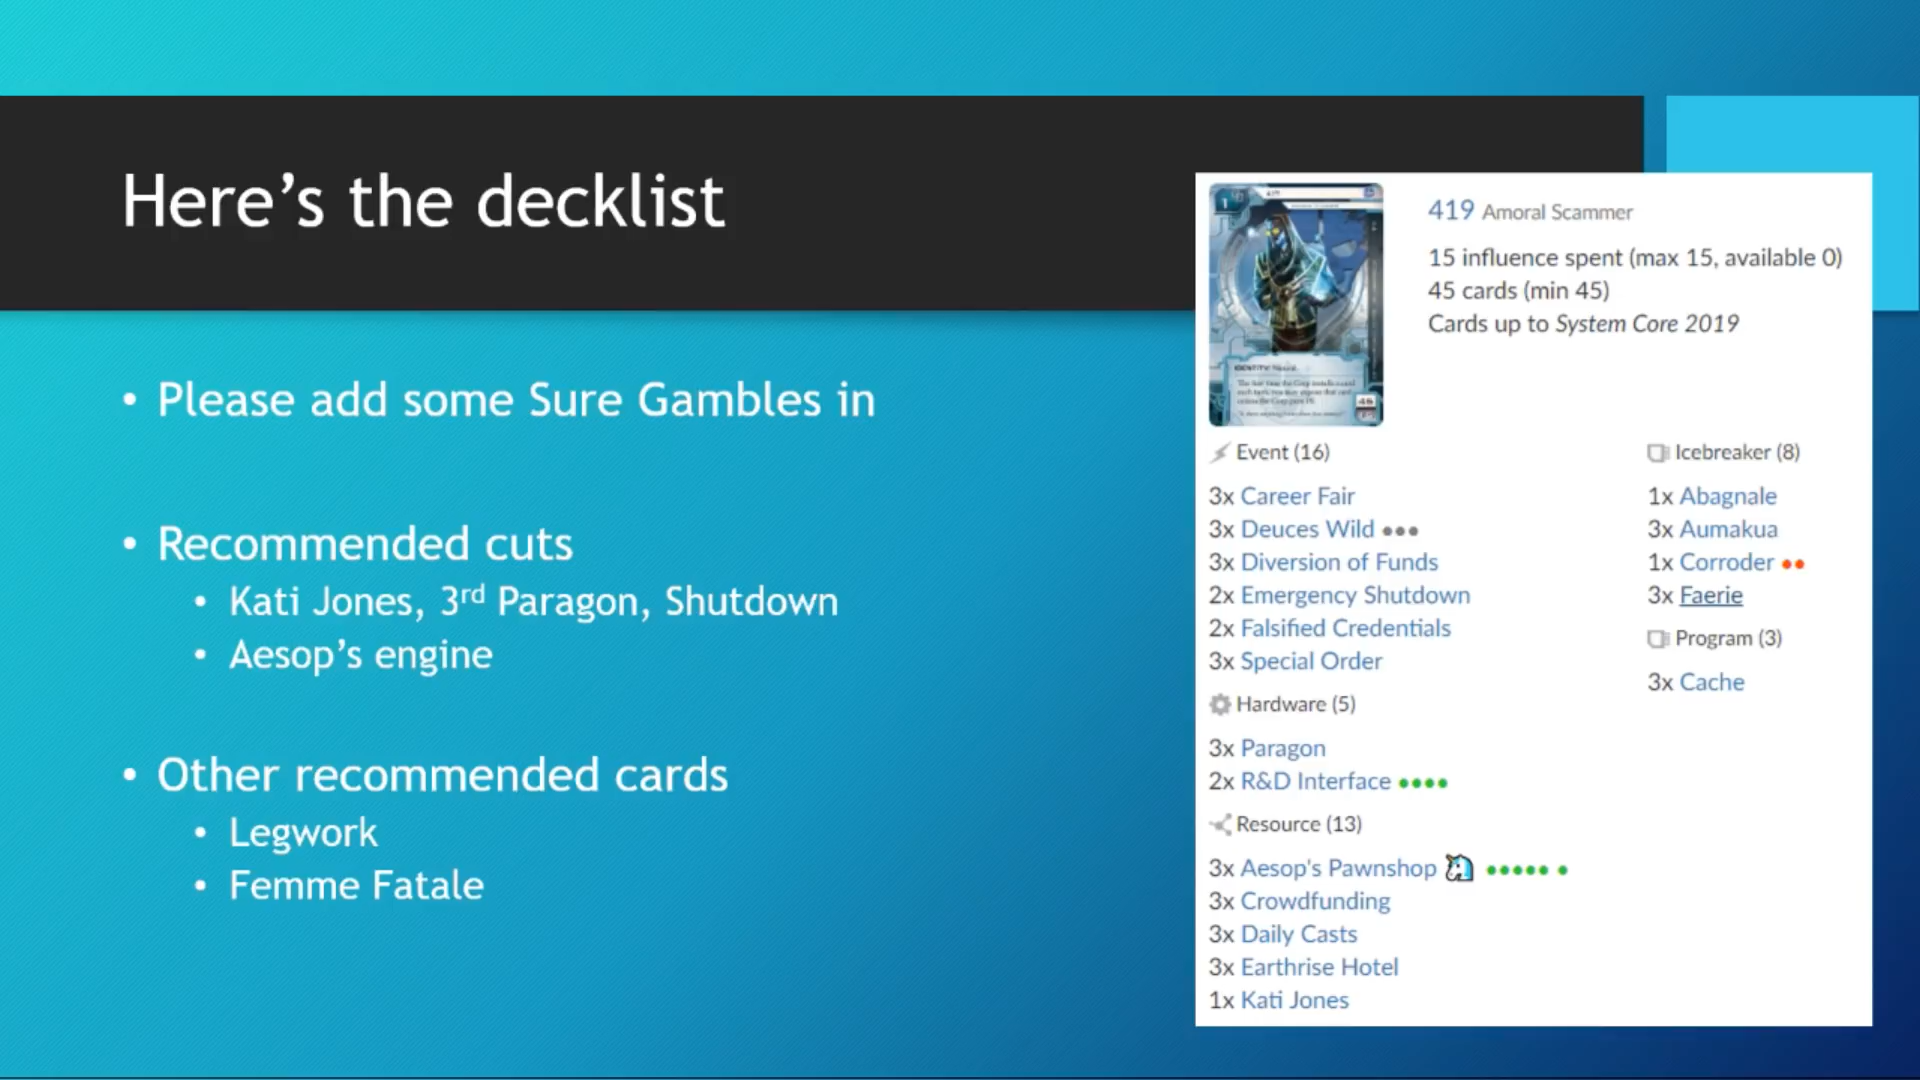 Here’s the decklist
• Please add some Sure Gambles in
• Recommended cuts
• Kati Jones, 3rd Paragon, Shutdown
• Aesop’s engine
• Other recommended cards
• Legwork
• Femme Fatale
419 Amoral Scammer
15 influence spent (max 15, available 0)
45 cards (min 45)
Cards up to System Core 2019
Event (16)
3x Career Fair
3x Deuces Wild •••
3x Diversion of Funds
2x Emergency Shutdown
2x Falsified Credentials
3x Special Order
Hardware (5)
3x Paragon
2x R&D Interface ••••
Resource (13)
3x Aesop's Pawnshop ••••• •
3x Crowdfunding
3x Daily Casts
3x Earthrise Hotel
1x Kati Jones
Icebreaker (8)
1x Abagnale
3x Aumakua
1x Corroder ••
3x Faerie
Program (3)
3x Cache